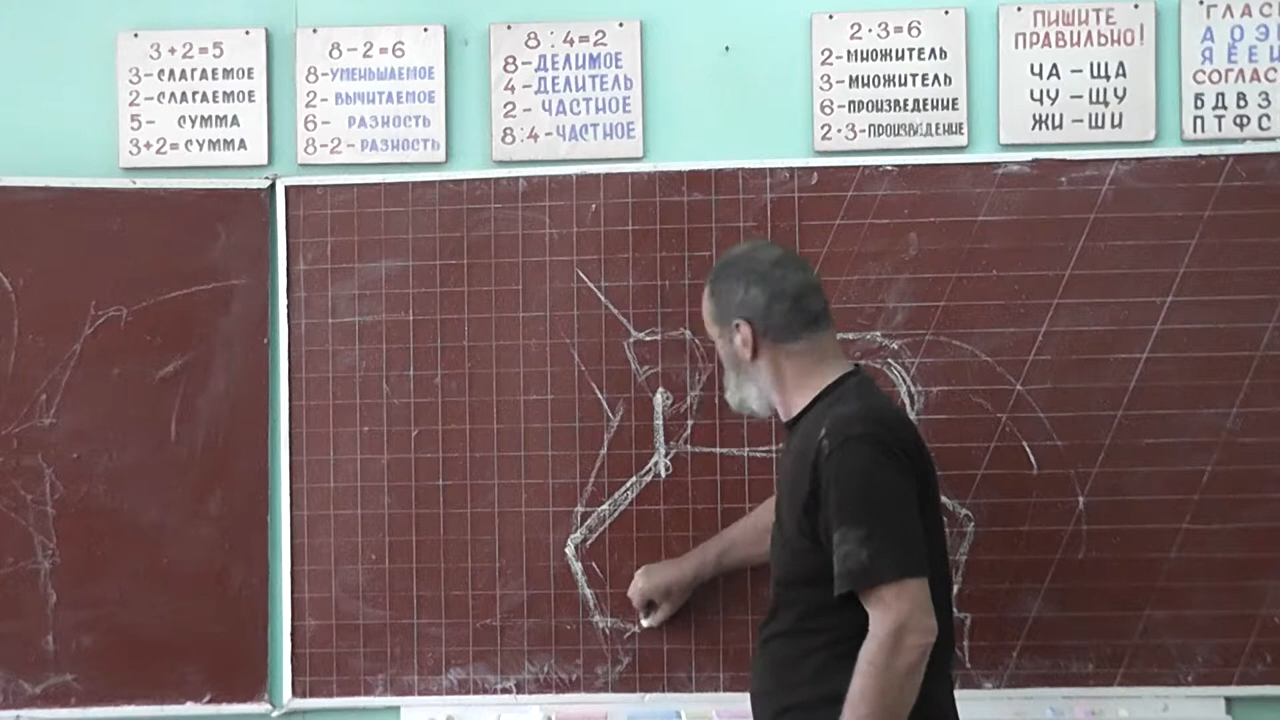 3+2=5
3-СЛАГАЕМОЕ
2-СЛАГАЕМОЕ
5- СУММА
3+2=СУММА
8-2=6
8-УМЕНЬШАЕМОЕ
2-ВЫЧИТАЕМОЕ
6- РАЗНОСТЬ
8-2-РАЗНОСТЬ
8:4=2
8-ДЕЛИМОЕ
4-ДЕЛИТЕЛЬ
2-ЧАСТНОЕ
8:4-ЧАСТНОЕ
2·3=6
2-МНОЖИТЕЛЬ
3-МНОЖИТЕЛЬ
6-ПРОИЗВЕДЕНИЕ
2·3-ПРОИЗВЕДЕНИЕ
ПИШИТЕ
ПРАВИЛЬНО!
ЧА-ЩА
ЧУ-ЩУ
ЖИ-ШИ
ГЛАС
А О Э
Я Ё Е
СОГЛАС
Б Д В З
П Т Ф С